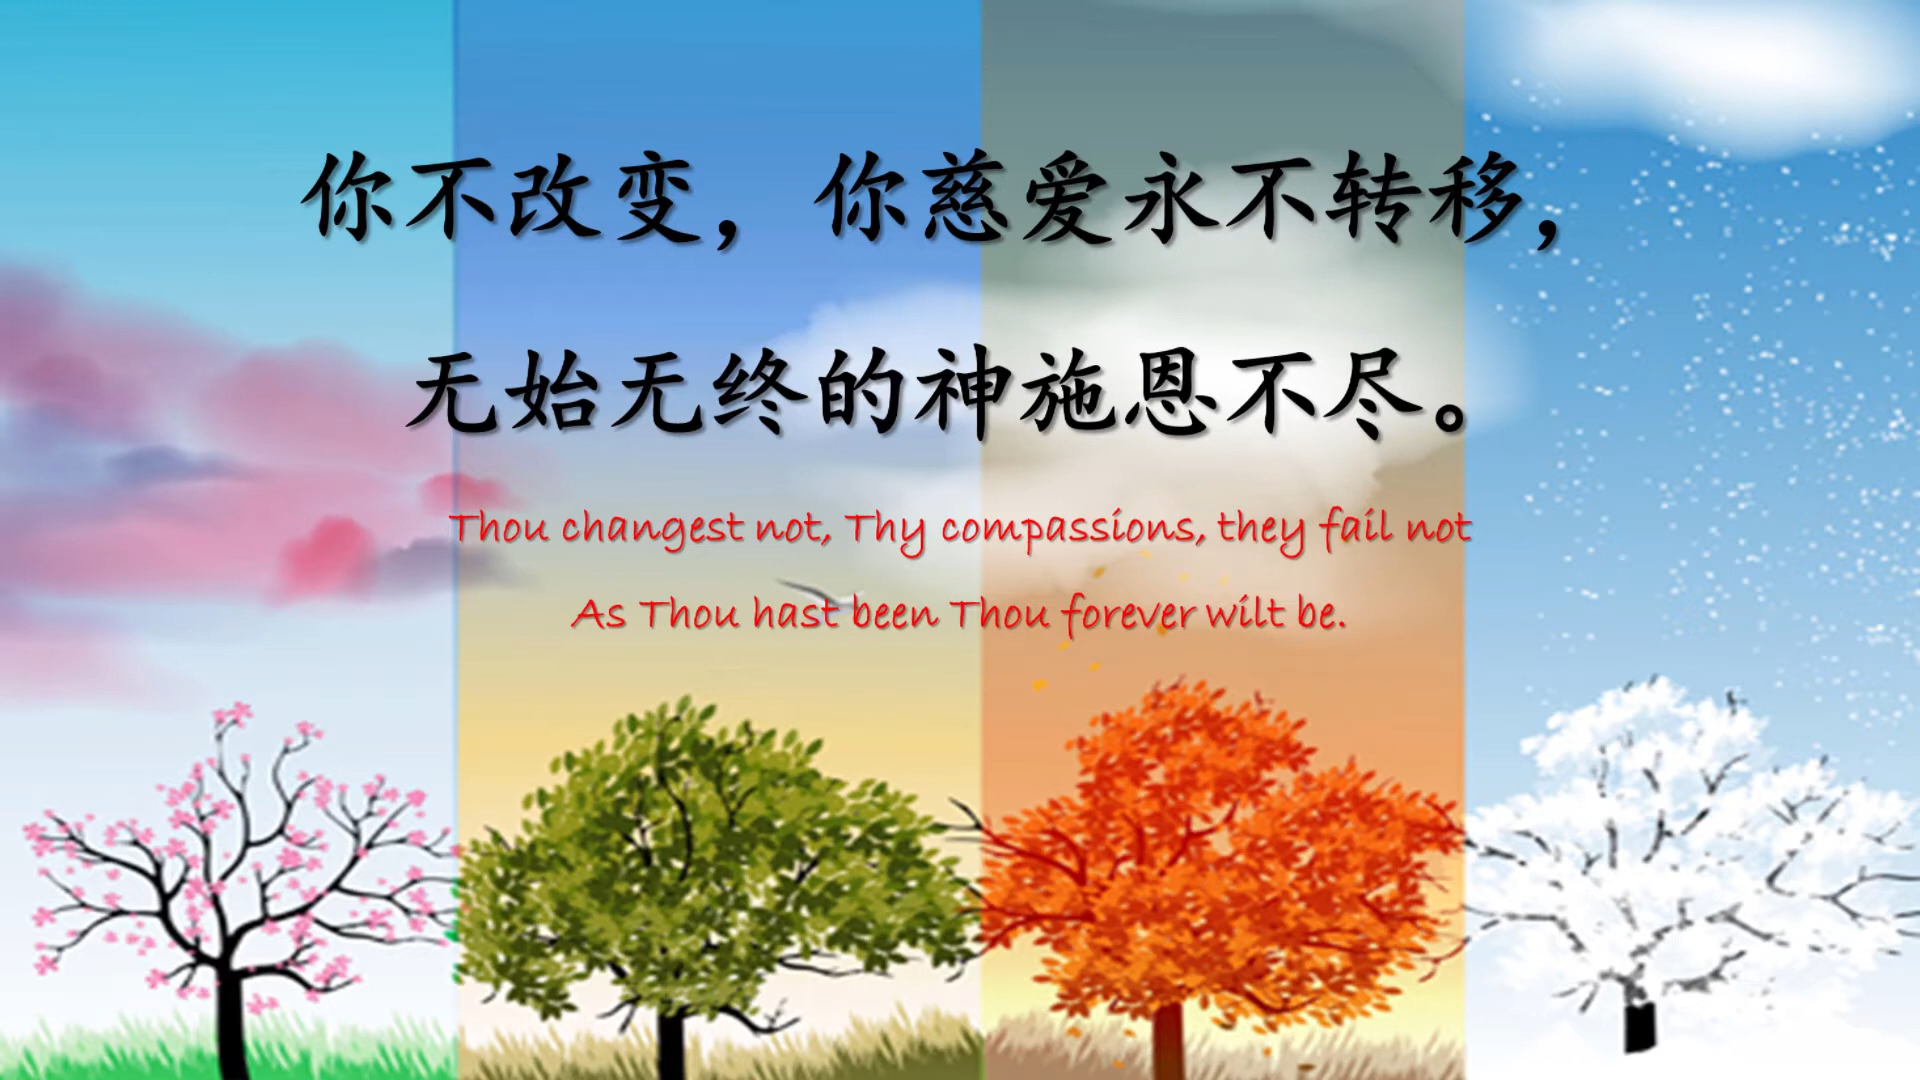 你不改变，你慈爱永不转移，
无始无终的神施恩不尽。
Thou changest not, Thy compassions, they fail not
As Thou hast been Thou forever wilt be.